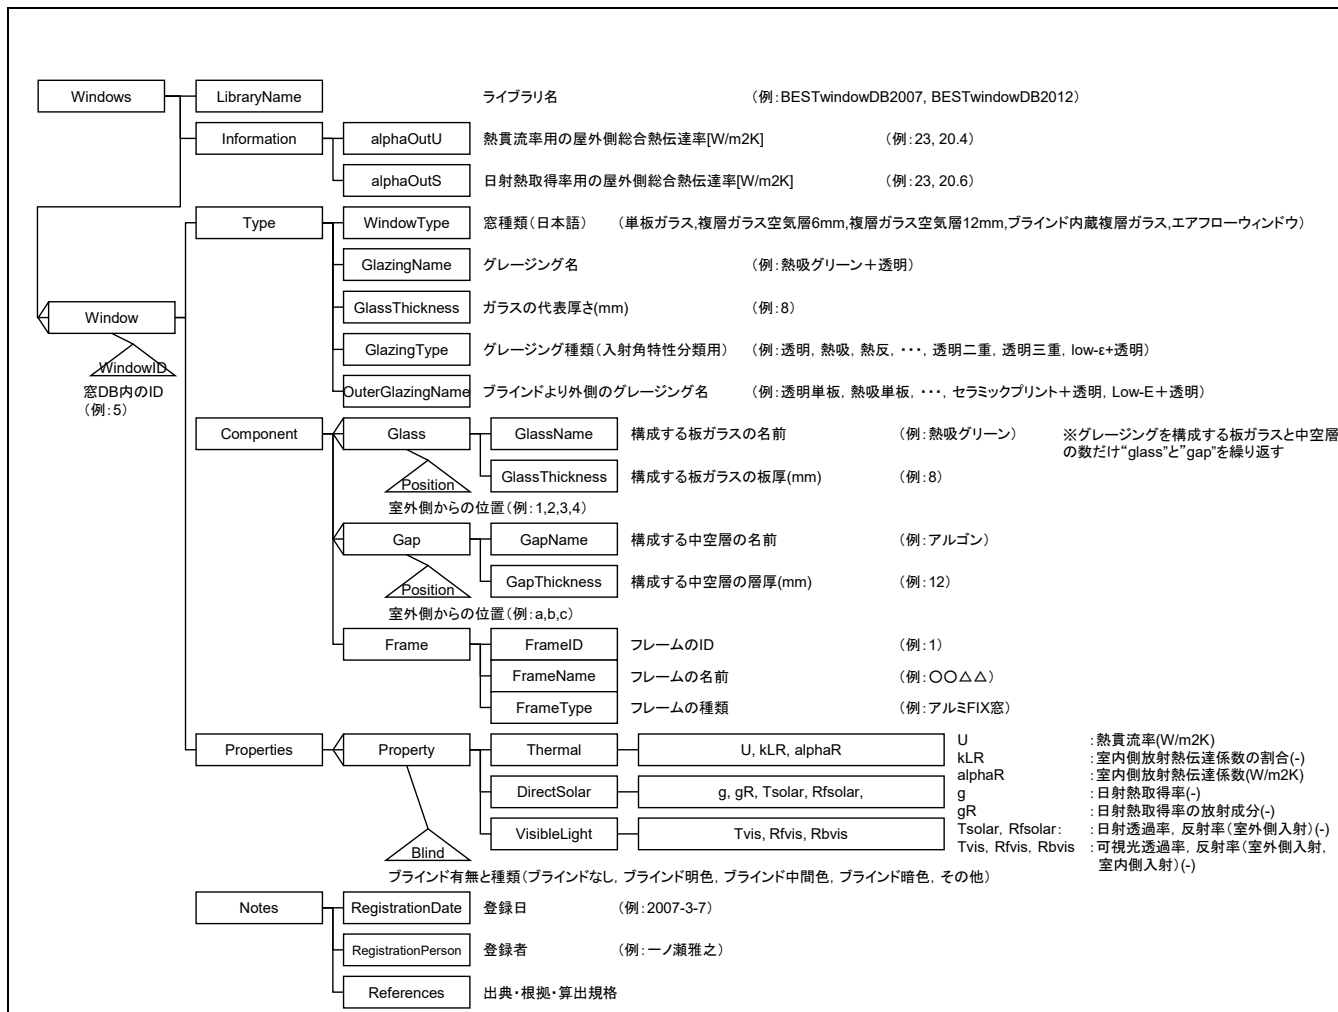 Windows
LibraryName
ライブラリ名
(例:BESTwindowDB2007, BESTwindowDB2012)
Information
alphaOutU
熱貫流率用の屋外側総合熱伝達率[W/m2K]
(例:23, 20.4)
alphaOutS
日射熱取得率用の屋外側総合熱伝達率[W/m2K]
(例:23, 20.6)
Type
WindowType
窓種類(日本語)
(単板ガラス,複層ガラス空気層6mm,複層ガラス空気層12mm,ブラインド内蔵複層ガラス,エアフローウィンドウ)
GlazingName
グレージング名
(例:熱吸グリーン+透明)
Window
GlassThickness
ガラスの代表厚さ(mm)
(例:8)
WindowID
窓DB内のID
(例:5)
GlazingType
グレージング種類(入射角特性分類用)
(例:透明, 熱吸, 熱反, ・・・, 透明二重, 透明三重, low-ε+透明)
OuterGlazingName
ブラインドより外側のグレージング名
(例:透明単板, 熱吸単板, ・・・, セラミックプリント+透明, Low-E+透明)
Component
Glass
GlassName
構成する板ガラスの名前
(例:熱吸グリーン)
※グレージングを構成する板ガラスと中空層
の数だけ“glass”と”gap”を繰り返す
Position
GlassThickness
構成する板ガラスの板厚(mm)
(例:8)
室外側からの位置(例:1,2,3,4)
Gap
GapName
構成する中空層の名前
(例:アルゴン)
Position
GapThickness
構成する中空層の層厚(mm)
(例:12)
室外側からの位置(例:a,b,c)
Frame
FrameID
フレームのID
(例:1)
FrameName
フレームの名前
(例:○○△△)
FrameType
フレームの種類
(例:アルミFIX窓)
Properties
Property
Thermal
U, kLR, alphaR
DirectSolar
g, gR, Tsolar, Rfsolar,
VisibleLight
Tvis, Rfvis, Rbvis
U :熱貫流率(W/m2K)
kLR :室内側放射熱伝達係数の割合(-)
alphaR :室内側放射熱伝達係数(W/m2K)
g :日射熱取得率(-)
gR :日射熱取得率の放射成分(-)
Tsolar, Rfsolar: :日射透過率, 反射率(室外側入射)(-)
Tvis, Rfvis, Rbvis :可視光透過率, 反射率(室外側入射,
室内側入射)(-)
Blind
ブラインド有無と種類(ブラインドなし, ブラインド明色, ブラインド中間色, ブラインド暗色, その他)
Notes
RegistrationDate
登録日
(例:2007-3-7)
RegistrationPerson
登録者
(例:一ノ瀬雅之)
References
出典・根拠・算出規格